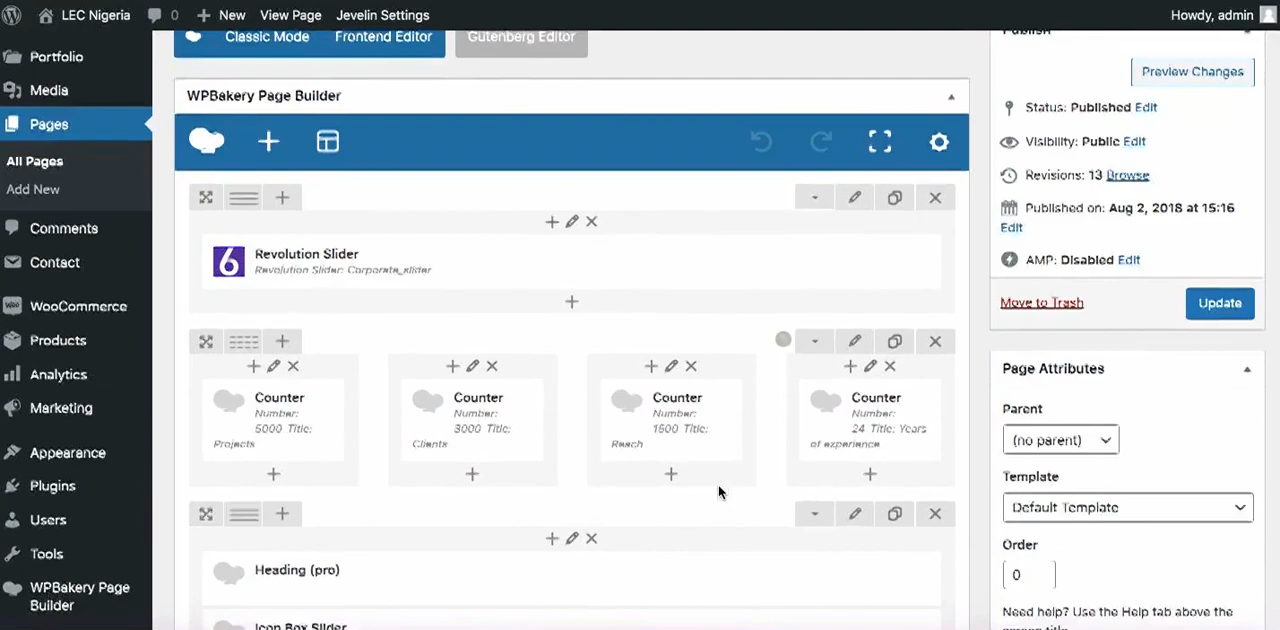 LEC Nigeria 0 New View Page Jevelin Settings Howdy, admin
Portfolio
Media
Pages
All Pages
Add New
Comments
Contact
WooCommerce
Products
Analytics
Marketing
Appearance
Plugins
Users
Tools
WPBakery Page
Builder
Classic Mode Frontend Editor Gutenberg Editor
WPBakery Page Builder
6 Revolution Slider
Revolution Slider: Corporate_slider
Counter
Number:
5000 Title:
Projects
Counter
Number:
3000 Title:
Clients
Counter
Number:
1500 Title:
Reach
Counter
Number:
24 Title: Years
of experience
Heading (pro)
Icon Box Slider
Publish
Preview Changes
Status: Published Edit
Visibility: Public Edit
Revisions: 13 Browse
Published on: Aug 2, 2018 at 15:16
Edit
AMP: Disabled Edit
Move to Trash Update
Page Attributes
Parent
(no parent)
Template
Default Template
Order
0
Need help? Use the Help tab above the
screen title.